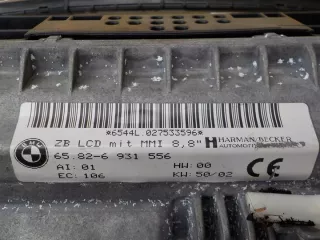 *6544L.027533596*
ZB LCD mit MMI 8,8"
HARMAN/BECKER
AUTOMOTIVE
65.82-6 931 556
AI: 01
HW: 00
EC: 106
KW: 50/02
CE